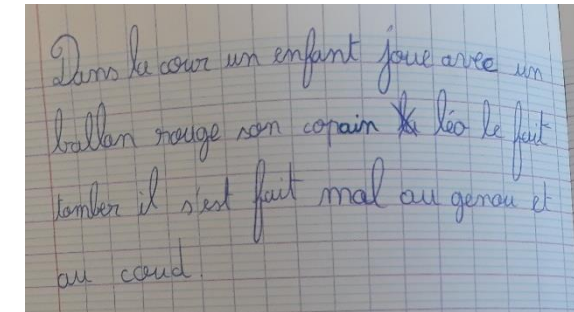 Dans la cour un enfant joue avec un
ballan rouge son copain léo le fait
tomber il s'est fait mal au genou et
au coud.